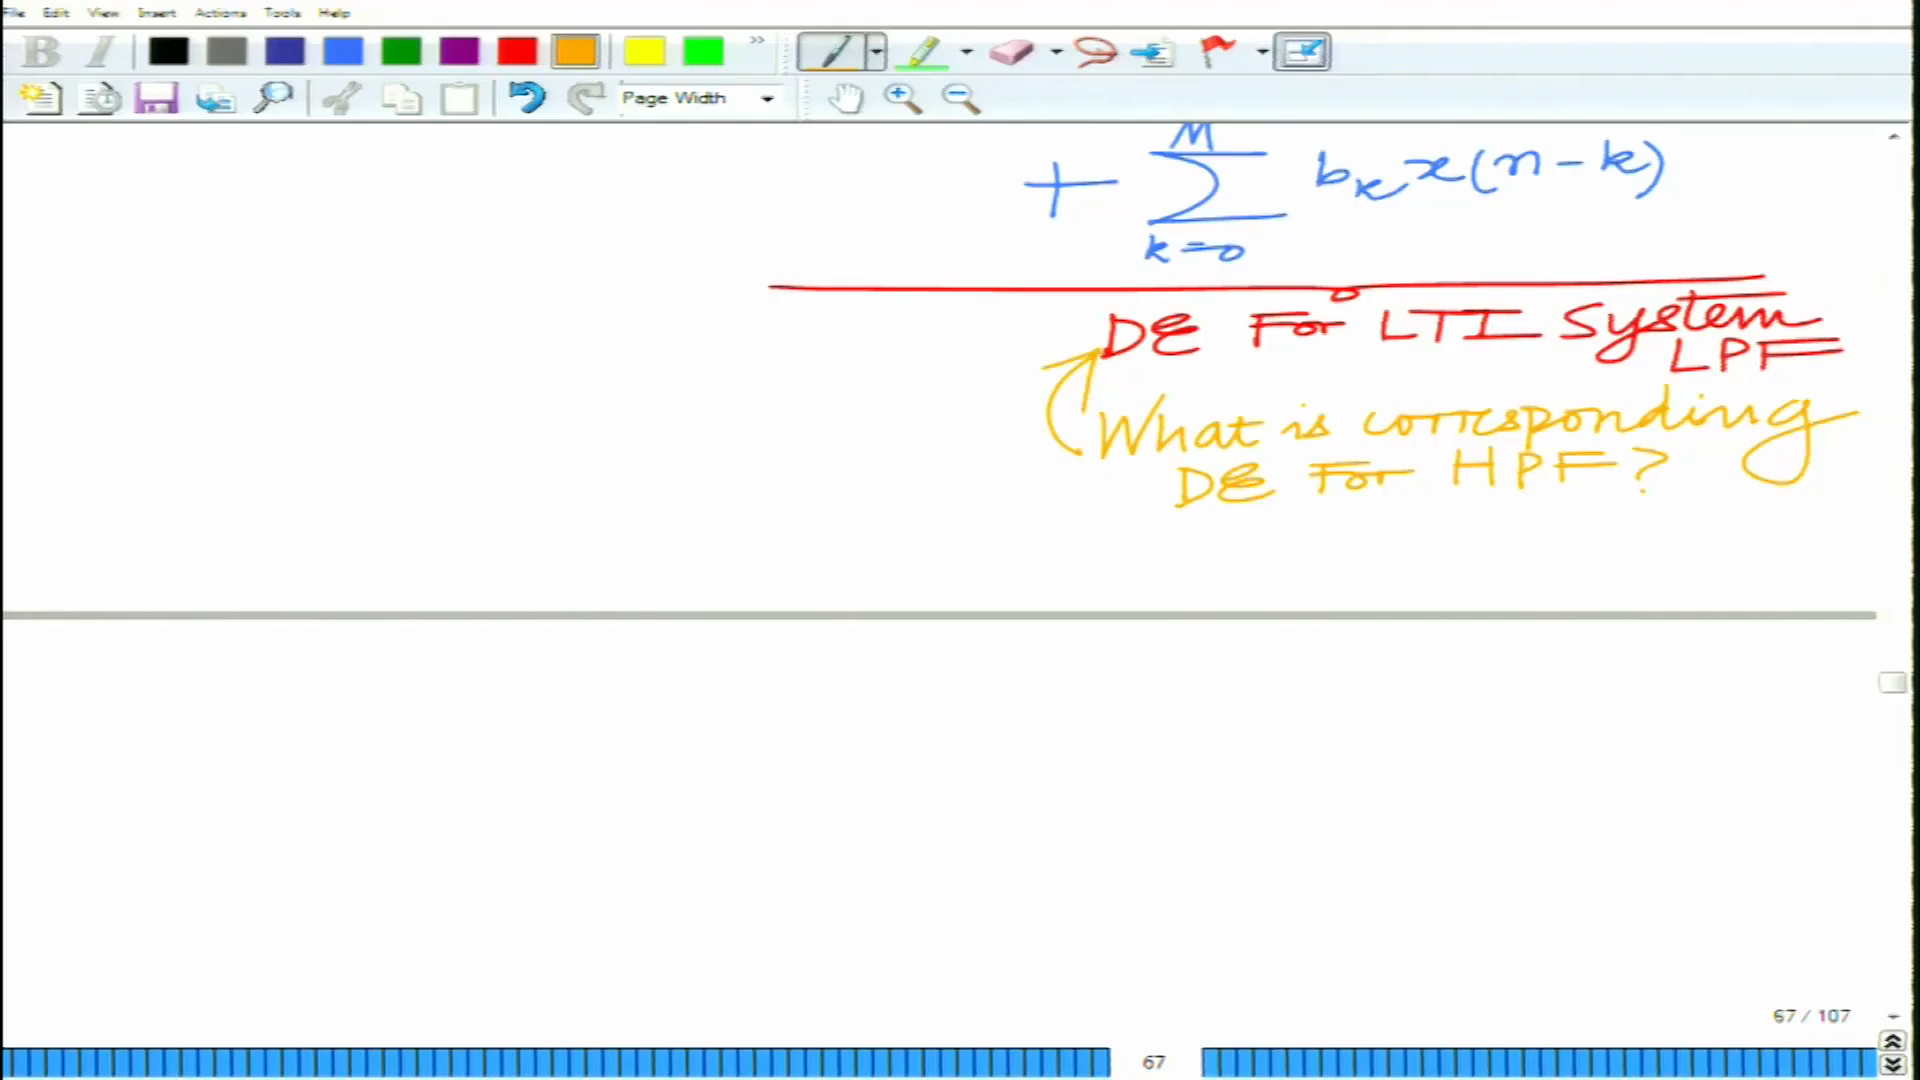 File Edit View Insert Actions Tools Help
B I
Page Width
M
+ ∑ bₖ x(n-k)
k=0
DE For LTI System
LPF
What is corresponding
DE For HPF?
67 / 107
67